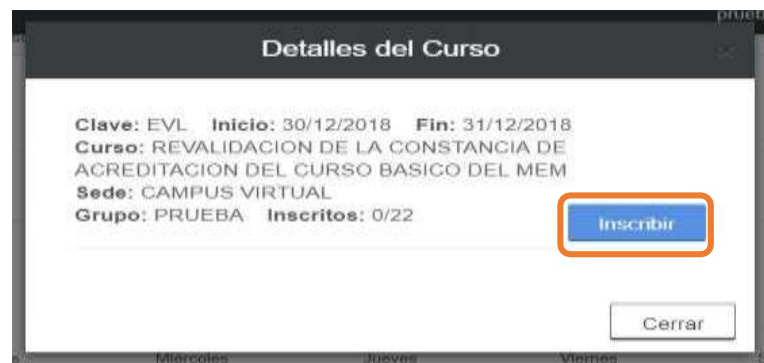 Detalles del Curso
Clave: EVL Inicio: 30/12/2018 Fin: 31/12/2018
Curso: REVALIDACION DE LA CONSTANCIA DE
ACREDITACION DEL CURSO BASICO DEL MEM
Sede: CAMPUS VIRTUAL
Grupo: PRUEBA Inscritos: 0/22
Inscribir
Cerrar
Miercoles Jueves Viernes